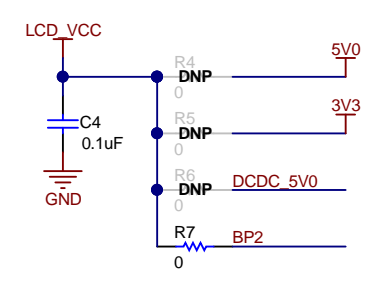 LCD_VCC
R4
5V0
DNP
0
R5
3V3
DNP
0
C4
0.1uF
R6
DNP
DCDC_5V0
0
GND
R7
BP2
0